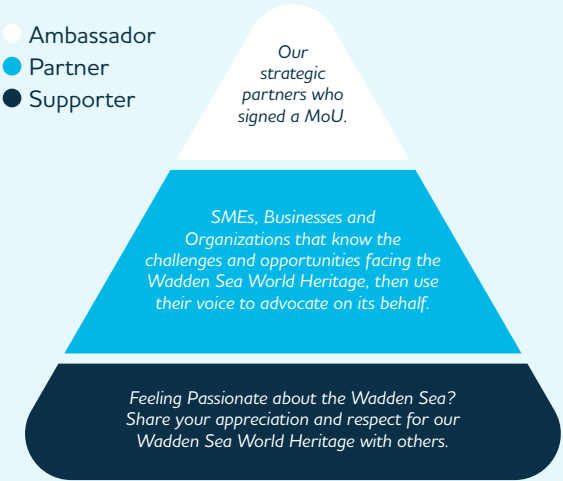 Ambassador
Partner
Supporter
Our
strategic
partners who
signed a MoU.
SMEs, Businesses and
Organizations that know the
challenges and opportunities facing the
Wadden Sea World Heritage, then use
their voice to advocate on its behalf.
Feeling Passionate about the Wadden Sea?
Share your appreciation and respect for our
Wadden Sea World Heritage with others.